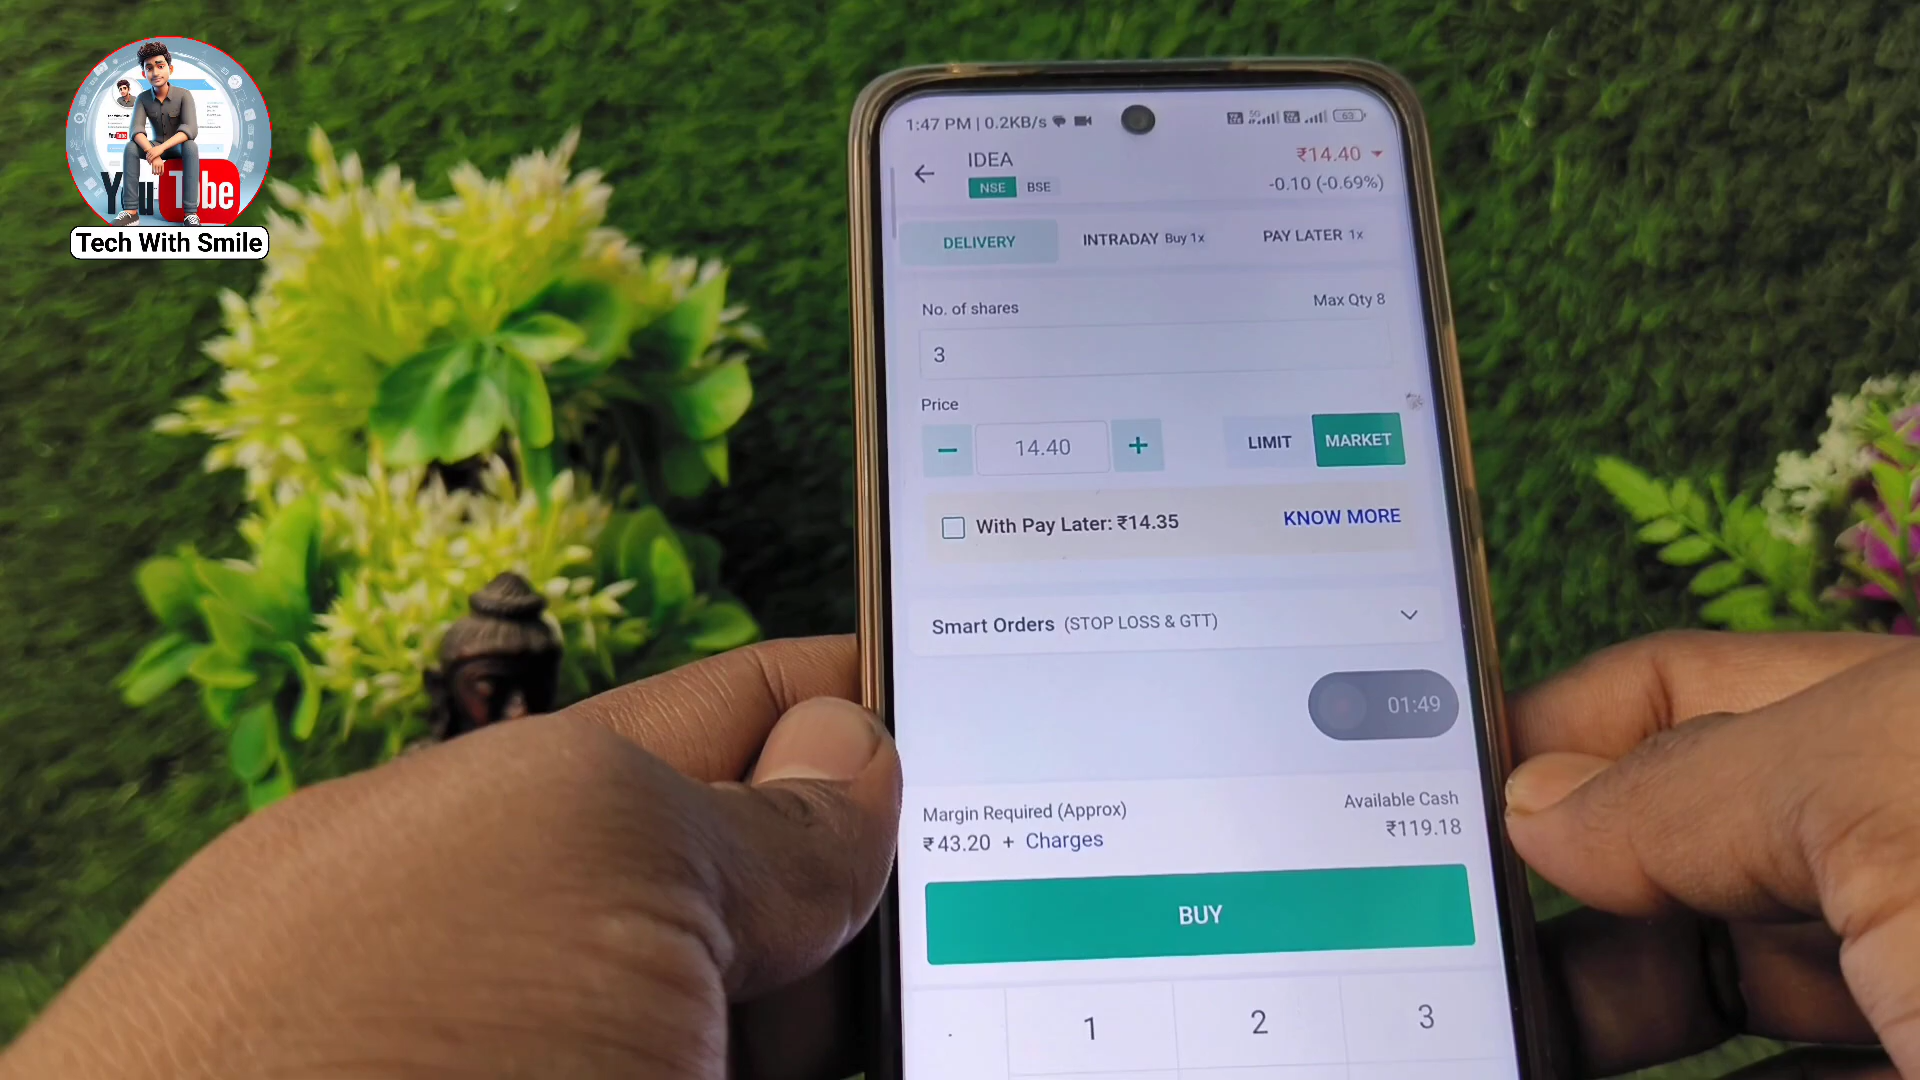 YouTube
Tech With Smile
1:47 PM | 0.2KB/s
63
IDEA
₹14.40
NSE BSE
-0.10 (-0.69%)
DELIVERY
INTRADAY Buy 1x
PAY LATER 1x
No. of shares
Max Qty 8
3
Price
− 14.40 +
LIMIT
MARKET
With Pay Later: ₹14.35
KNOW MORE
Smart Orders (STOP LOSS & GTT)
01:49
Margin Required (Approx)
Available Cash
₹43.20 + Charges
₹119.18
BUY
. 1 2 3